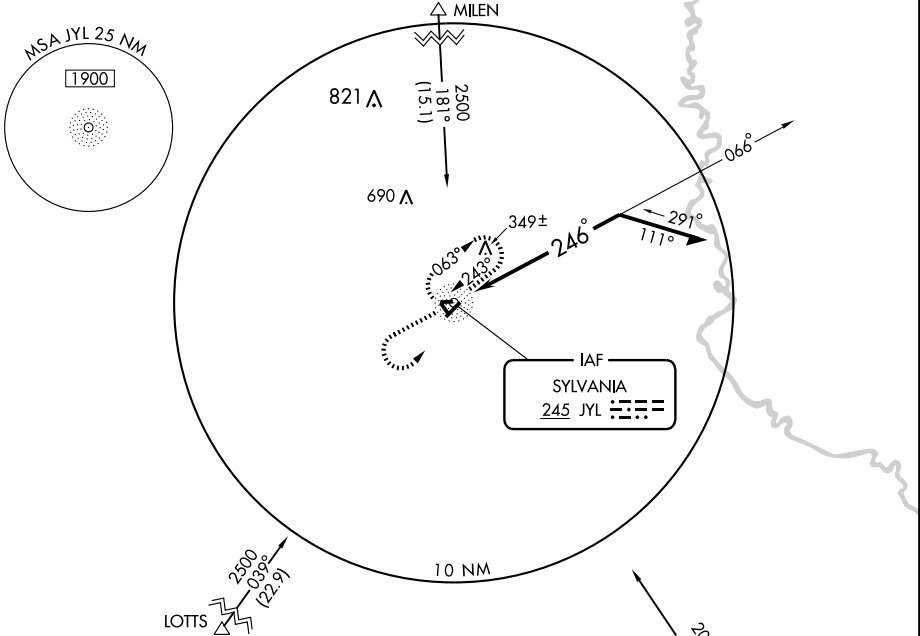 MILEN
MSA JYL 25 NM
1900
821
2500
181°
(15.1)
690
066°
349±
291°
111°
246°
063°
243°
IAF
SYLVANIA
245 JYL
10 NM
2500
039°
(22.9)
LOTTS
20